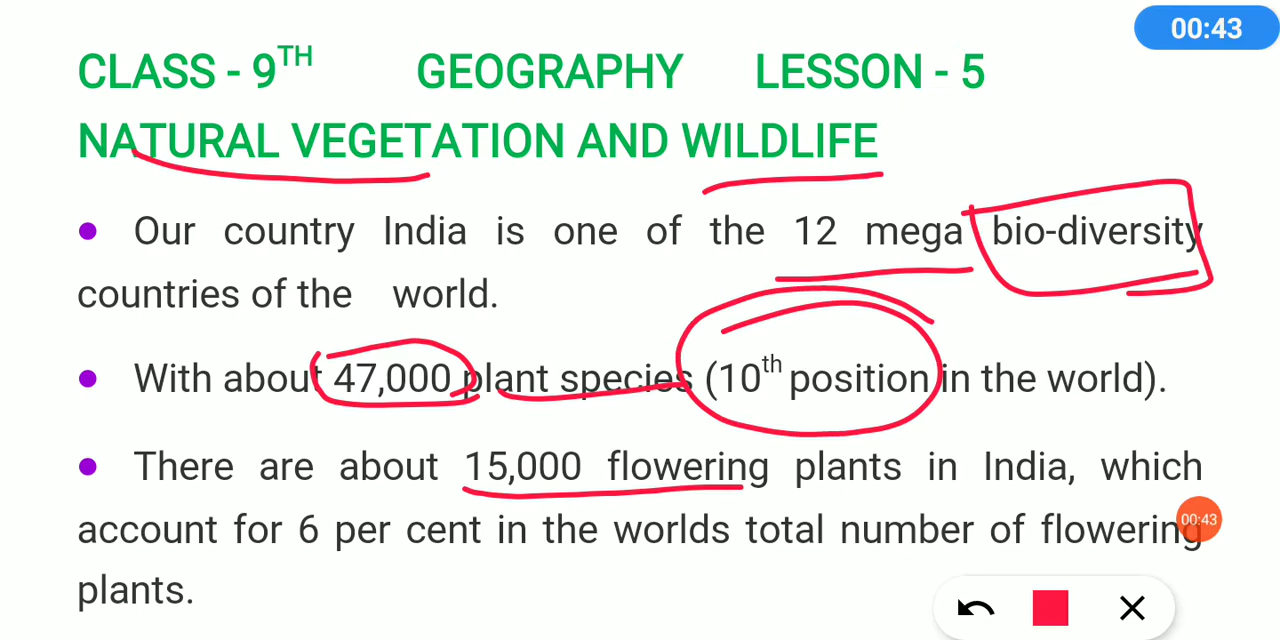 00:43
CLASS - 9TH GEOGRAPHY LESSON - 5
NATURAL VEGETATION AND WILDLIFE
• Our country India is one of the 12 mega bio-diversity
countries of the world.
• With about 47,000 plant species (10th position in the world).
• There are about 15,000 flowering plants in India, which
account for 6 per cent in the worlds total number of flowering
plants.
00:43